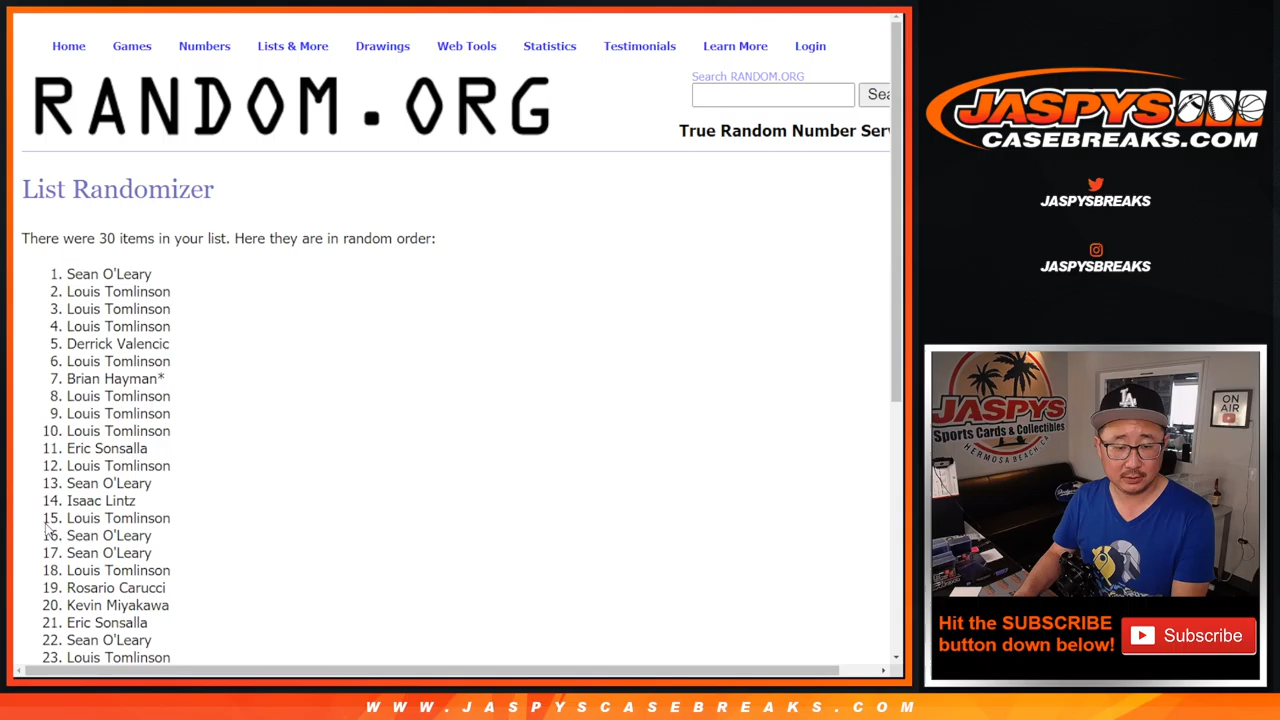 Home Games Numbers Lists & More Drawings Web Tools Statistics Testimonials Learn More Login
RANDOM.ORG
Search RANDOM.ORG
Sea
True Random Number Serv
List Randomizer
There were 30 items in your list. Here they are in random order:
1. Sean O'Leary
2. Louis Tomlinson
3. Louis Tomlinson
4. Louis Tomlinson
5. Derrick Valencic
6. Louis Tomlinson
7. Brian Hayman*
8. Louis Tomlinson
9. Louis Tomlinson
10. Louis Tomlinson
11. Eric Sonsalla
12. Louis Tomlinson
13. Sean O'Leary
14. Isaac Lintz
15. Louis Tomlinson
16. Sean O'Leary
17. Sean O'Leary
18. Louis Tomlinson
19. Rosario Carucci
20. Kevin Miyakawa
21. Eric Sonsalla
22. Sean O'Leary
23. Louis Tomlinson
JASPYS
CASEBREAKS.COM
JASPYSBREAKS
JASPYSBREAKS
JASPYS
Sports Cards & Collectibles
HERMOSA BEACH CA
LA
ON
AIR
Hit the SUBSCRIBE
button down below!
Subscribe
WWW.JASPYSCASEBREAKS.COM